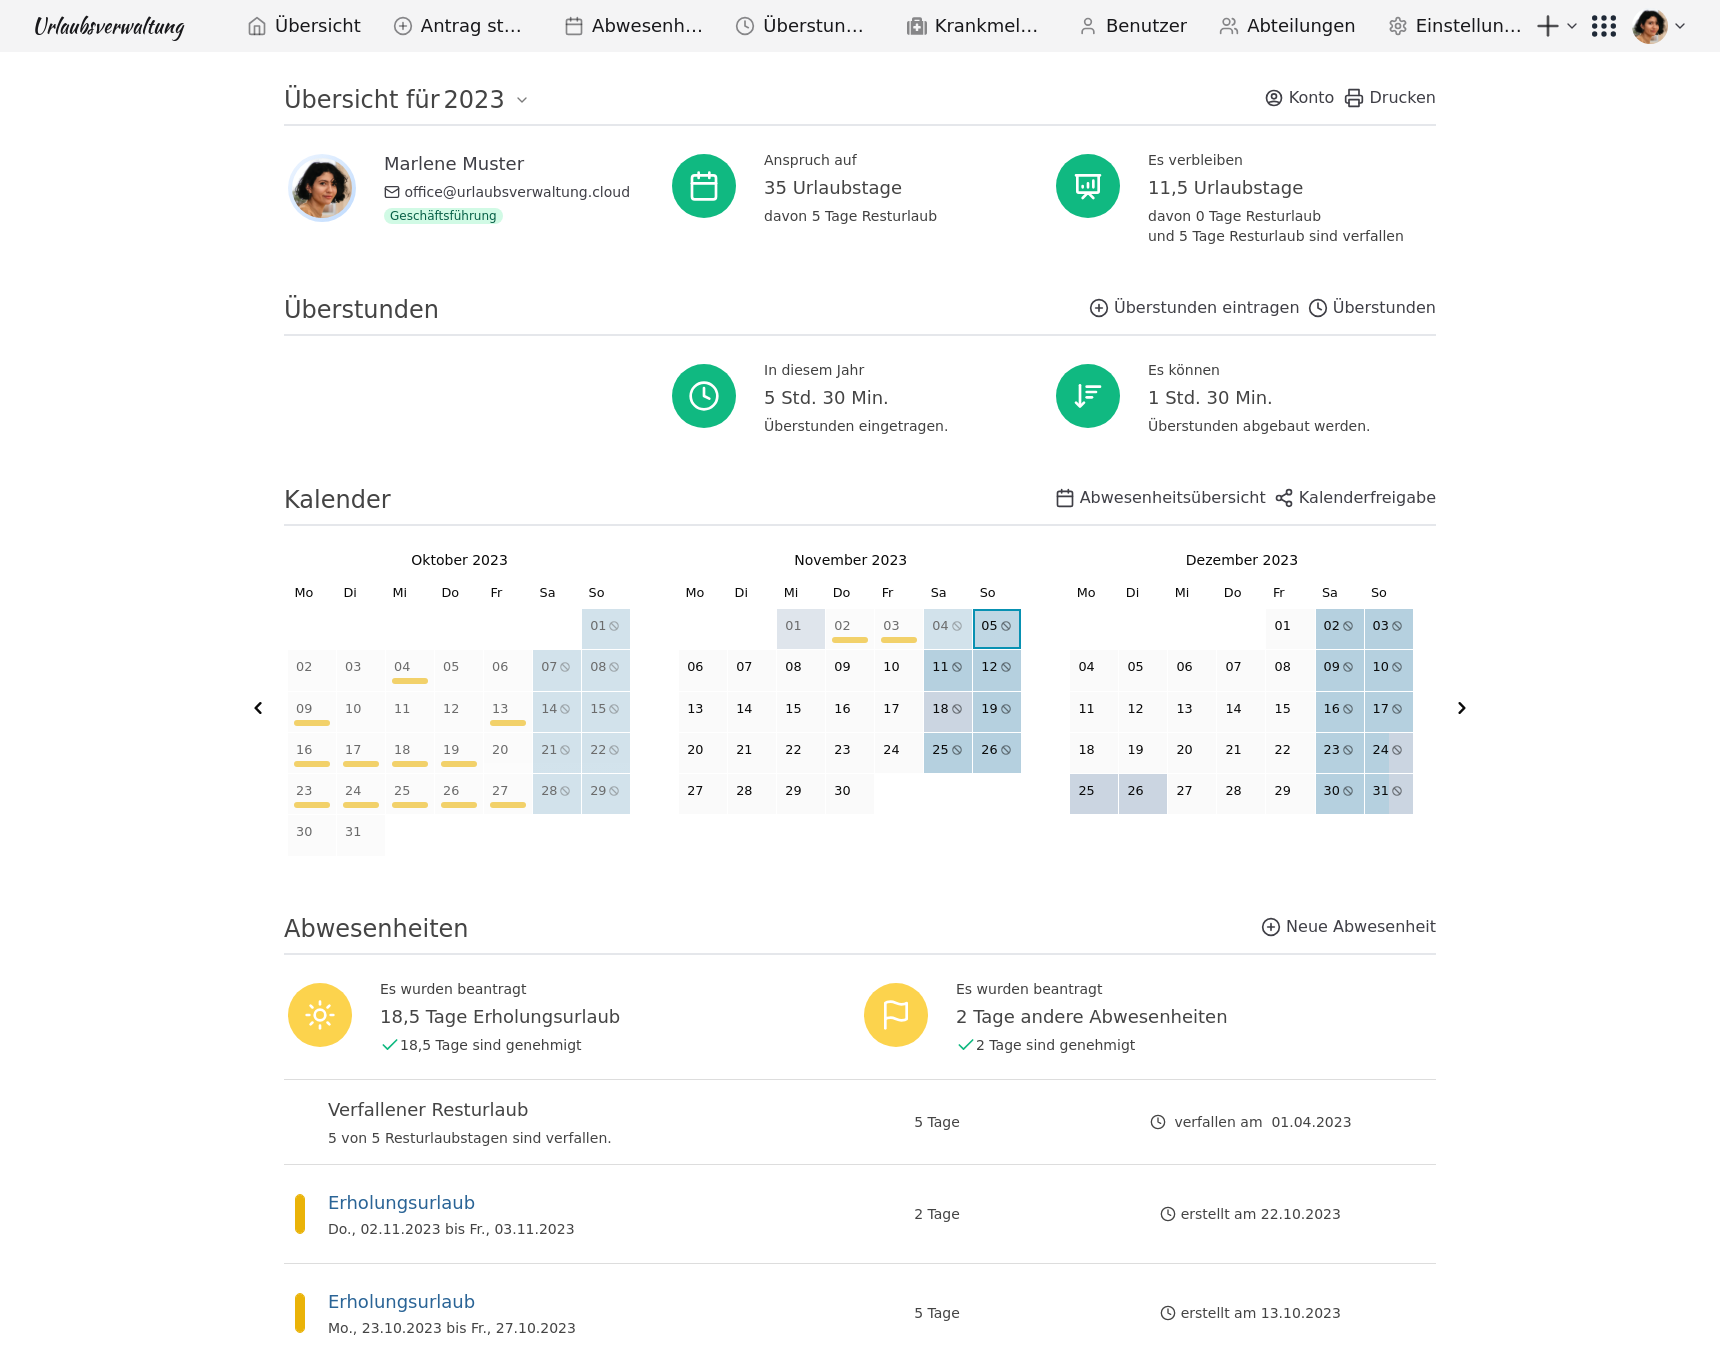 Urlaubsverwaltung Übersicht Antrag st… Abwesenh… Überstun… Krankmel… Benutzer Abteilungen Einstellun…
Übersicht für 2023 Konto Drucken
Marlene Muster
office@urlaubsverwaltung.cloud
Geschäftsführung
Anspruch auf
35 Urlaubstage
davon 5 Tage Resturlaub
Es verbleiben
11,5 Urlaubstage
davon 0 Tage Resturlaub
und 5 Tage Resturlaub sind verfallen
Überstunden Überstunden eintragen Überstunden
In diesem Jahr
5 Std. 30 Min.
Überstunden eingetragen.
Es können
1 Std. 30 Min.
Überstunden abgebaut werden.
Kalender Abwesenheitsübersicht Kalenderfreigabe
Oktober 2023
Mo Di Mi Do Fr Sa So
01
02 03 04 05 06 07 08
09 10 11 12 13 14 15
16 17 18 19 20 21 22
23 24 25 26 27 28 29
30 31
November 2023
Mo Di Mi Do Fr Sa So
01 02 03 04 05
06 07 08 09 10 11 12
13 14 15 16 17 18 19
20 21 22 23 24 25 26
27 28 29 30
Dezember 2023
Mo Di Mi Do Fr Sa So
01 02 03
04 05 06 07 08 09 10
11 12 13 14 15 16 17
18 19 20 21 22 23 24
25 26 27 28 29 30 31
Abwesenheiten Neue Abwesenheit
Es wurden beantragt
18,5 Tage Erholungsurlaub
18,5 Tage sind genehmigt
Es wurden beantragt
2 Tage andere Abwesenheiten
2 Tage sind genehmigt
Verfallener Resturlaub
5 von 5 Resturlaubstagen sind verfallen.
5 Tage
verfallen am 01.04.2023
Erholungsurlaub
Do., 02.11.2023 bis Fr., 03.11.2023
2 Tage
erstellt am 22.10.2023
Erholungsurlaub
Mo., 23.10.2023 bis Fr., 27.10.2023
5 Tage
erstellt am 13.10.2023